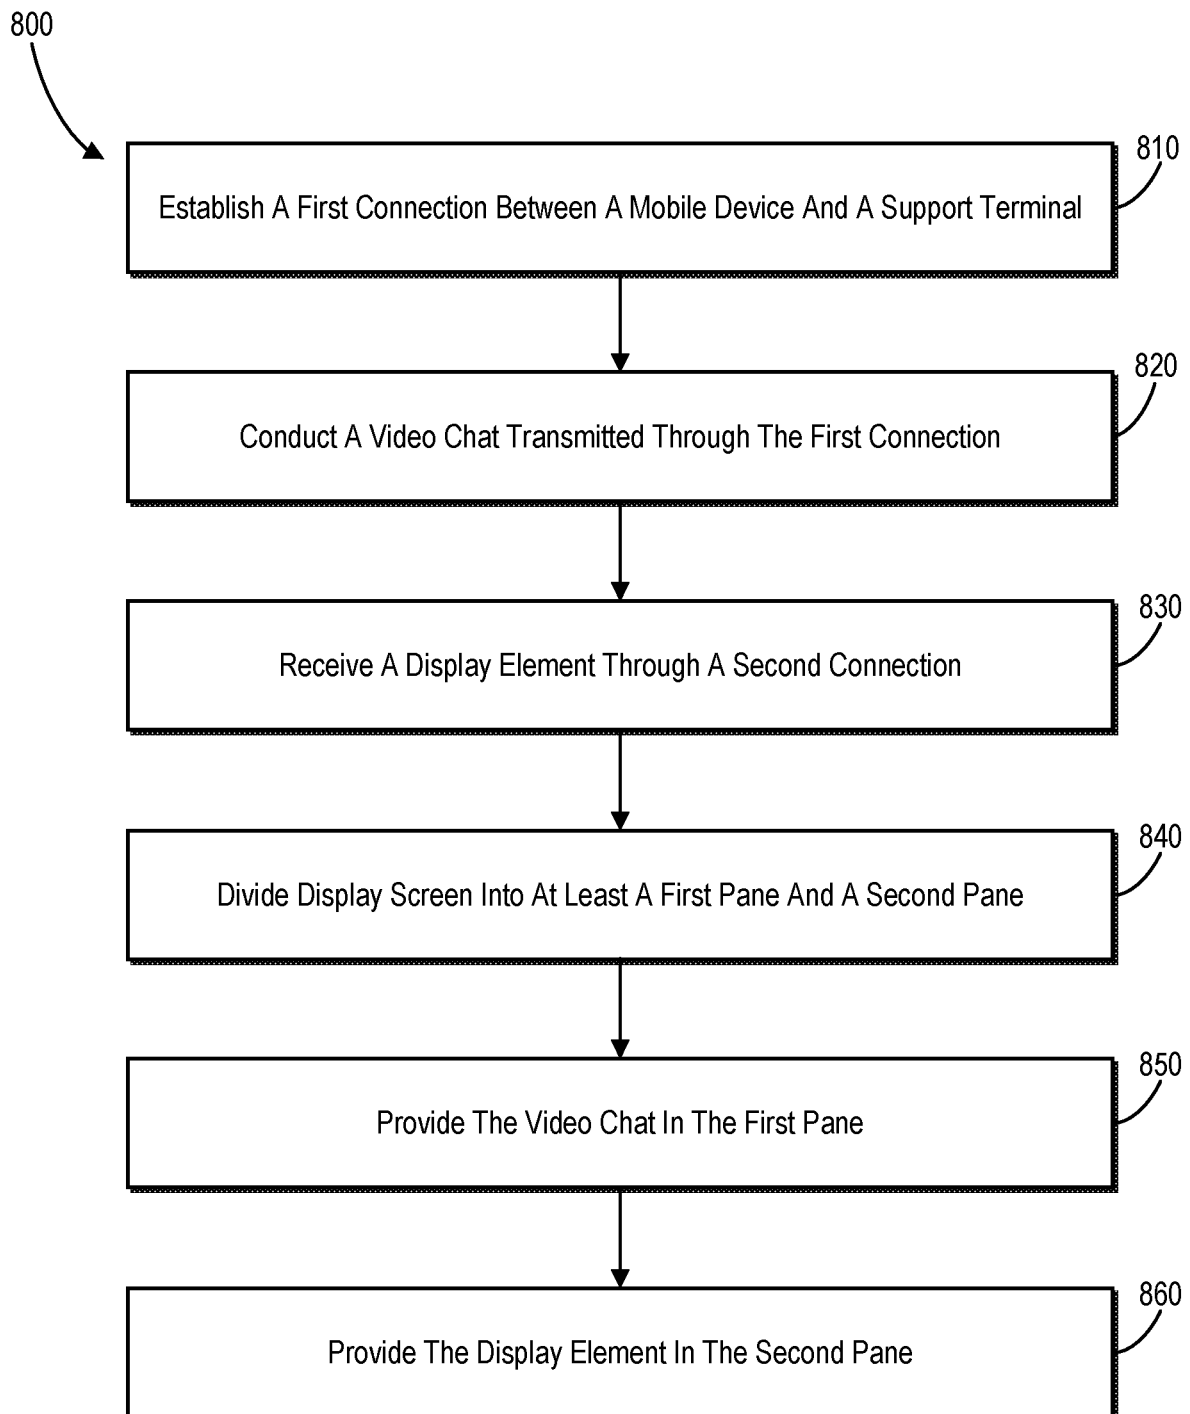 800
810
Establish A First Connection Between A Mobile Device And A Support Terminal
820
Conduct A Video Chat Transmitted Through The First Connection
830
Receive A Display Element Through A Second Connection
840
Divide Display Screen Into At Least A First Pane And A Second Pane
850
Provide The Video Chat In The First Pane
860
Provide The Display Element In The Second Pane